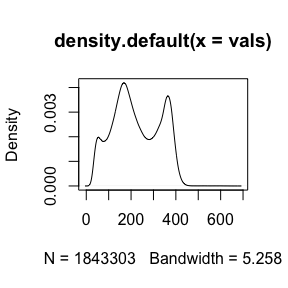 density.default(x = vals)
Density
0.003
0.000
0 200 400 600
N = 1843303 Bandwidth = 5.258